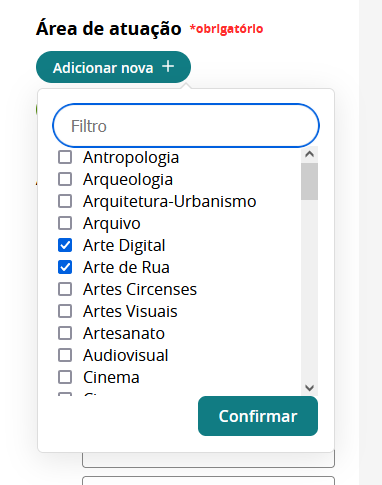 Área de atuação *obrigatório
Adicionar nova +
Filtro
Antropologia
Arqueologia
Arquitetura-Urbanismo
Arquivo
Arte Digital
Arte de Rua
Artes Circenses
Artes Visuais
Artesanato
Audiovisual
Cinema
Confirmar